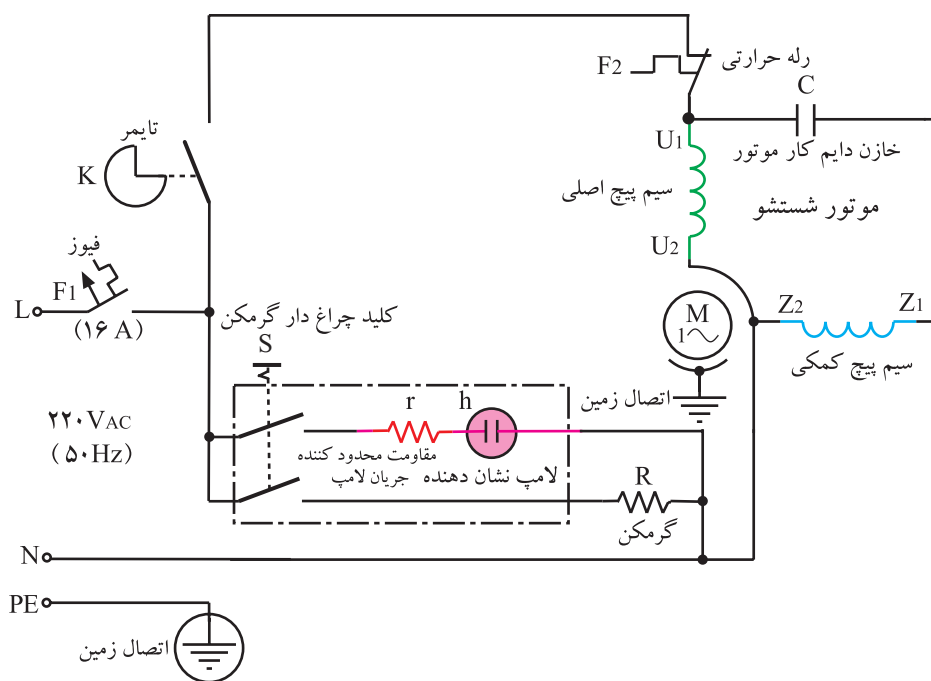 رله حرارتی
F2
C
تایمر
K
U1
خازن دایم کار موتور
سیم پیچ اصلی
موتور شستشو
U2
فیوز
F1
L
(۱۶ A)
کلید چراغ دار گرمکن
S
M
1
Z2
Z1
سیم پیچ کمکی
اتصال زمین
۲۲۰VAC
(۵۰Hz)
r
h
مقاومت محدود کننده
جریان لامپ
لامپ نشان دهنده
R
گرمکن
N
PE
اتصال زمین